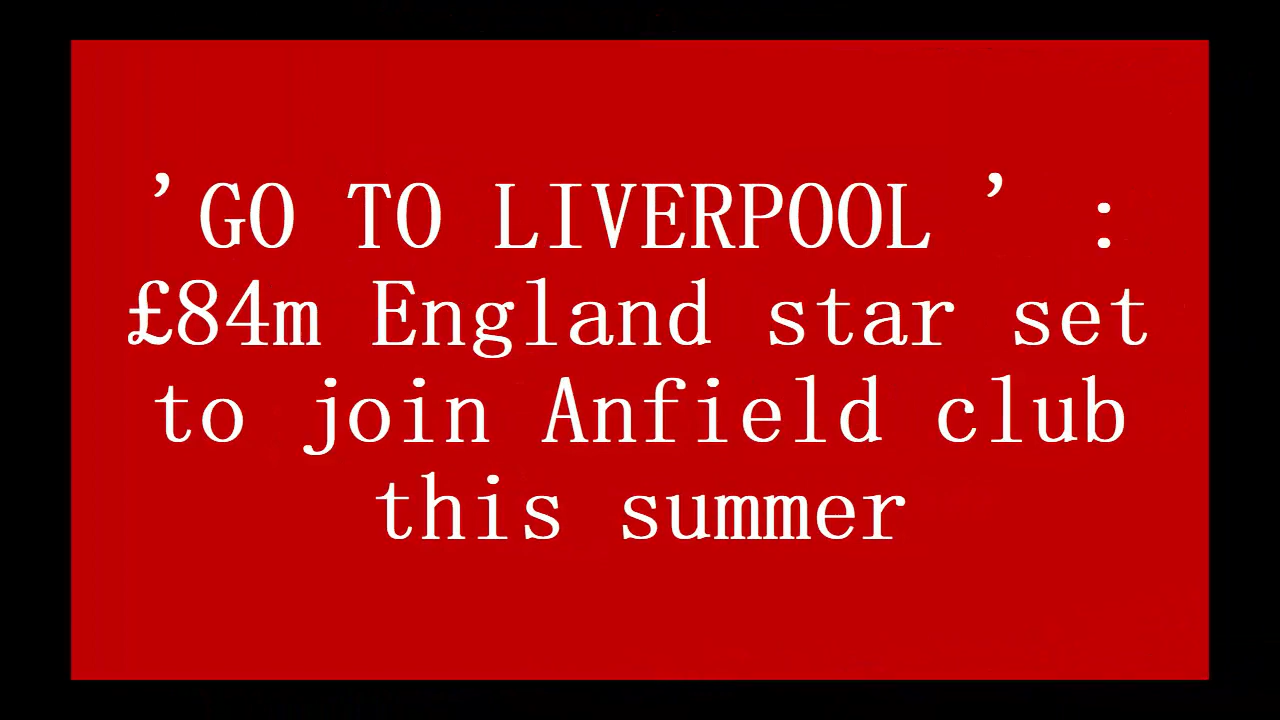 ’GO TO LIVERPOOL ’ :
£84m England star set
to join Anfield club
this summer